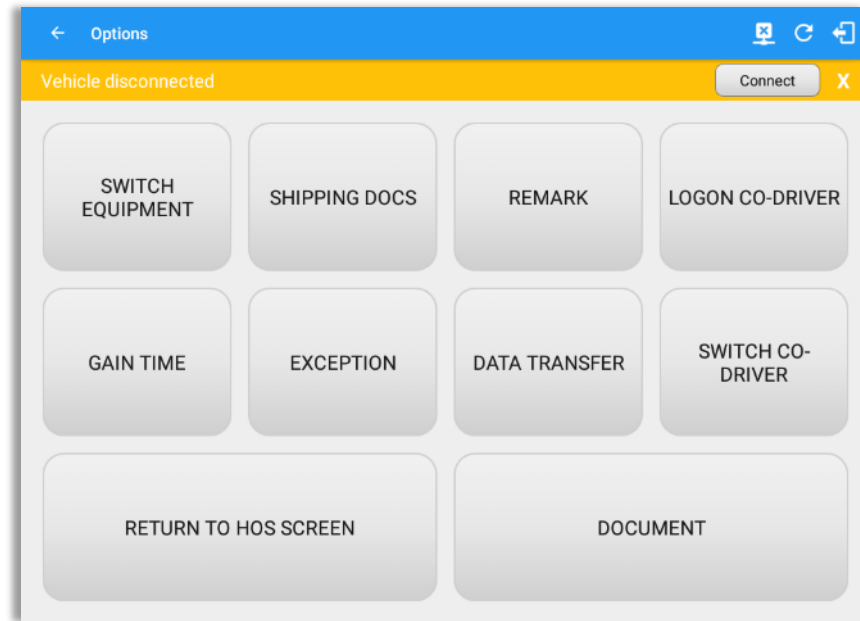 Options
Vehicle disconnected
Connect
X
SWITCH
EQUIPMENT
SHIPPING DOCS
REMARK
LOGON CO-DRIVER
GAIN TIME
EXCEPTION
DATA TRANSFER
SWITCH CO-
DRIVER
RETURN TO HOS SCREEN
DOCUMENT